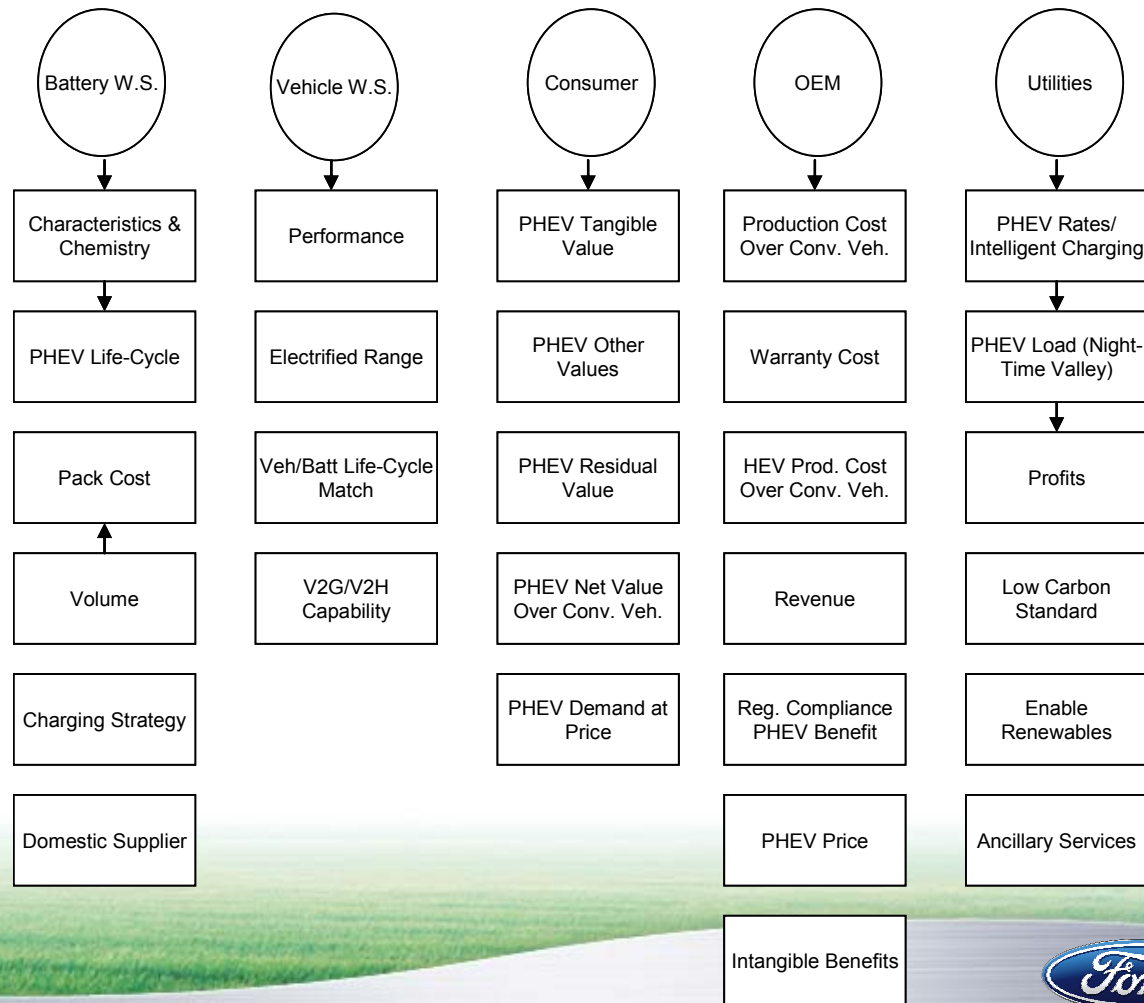 Battery W.S.
Vehicle W.S.
Consumer
OEM
Utilities
Characteristics &
Chemistry
PHEV Life-Cycle
Pack Cost
Volume
Charging Strategy
Domestic Supplier
Performance
Electrified Range
Veh/Batt Life-Cycle
Match
V2G/V2H
Capability
PHEV Tangible
Value
PHEV Other
Values
PHEV Residual
Value
PHEV Net Value
Over Conv. Veh.
PHEV Demand at
Price
Production Cost
Over Conv. Veh.
Warranty Cost
HEV Prod. Cost
Over Conv. Veh.
Revenue
Reg. Compliance
PHEV Benefit
PHEV Price
Intangible Benefits
PHEV Rates/
Intelligent Charging
PHEV Load (Night-
Time Valley)
Profits
Low Carbon
Standard
Enable
Renewables
Ancillary Services